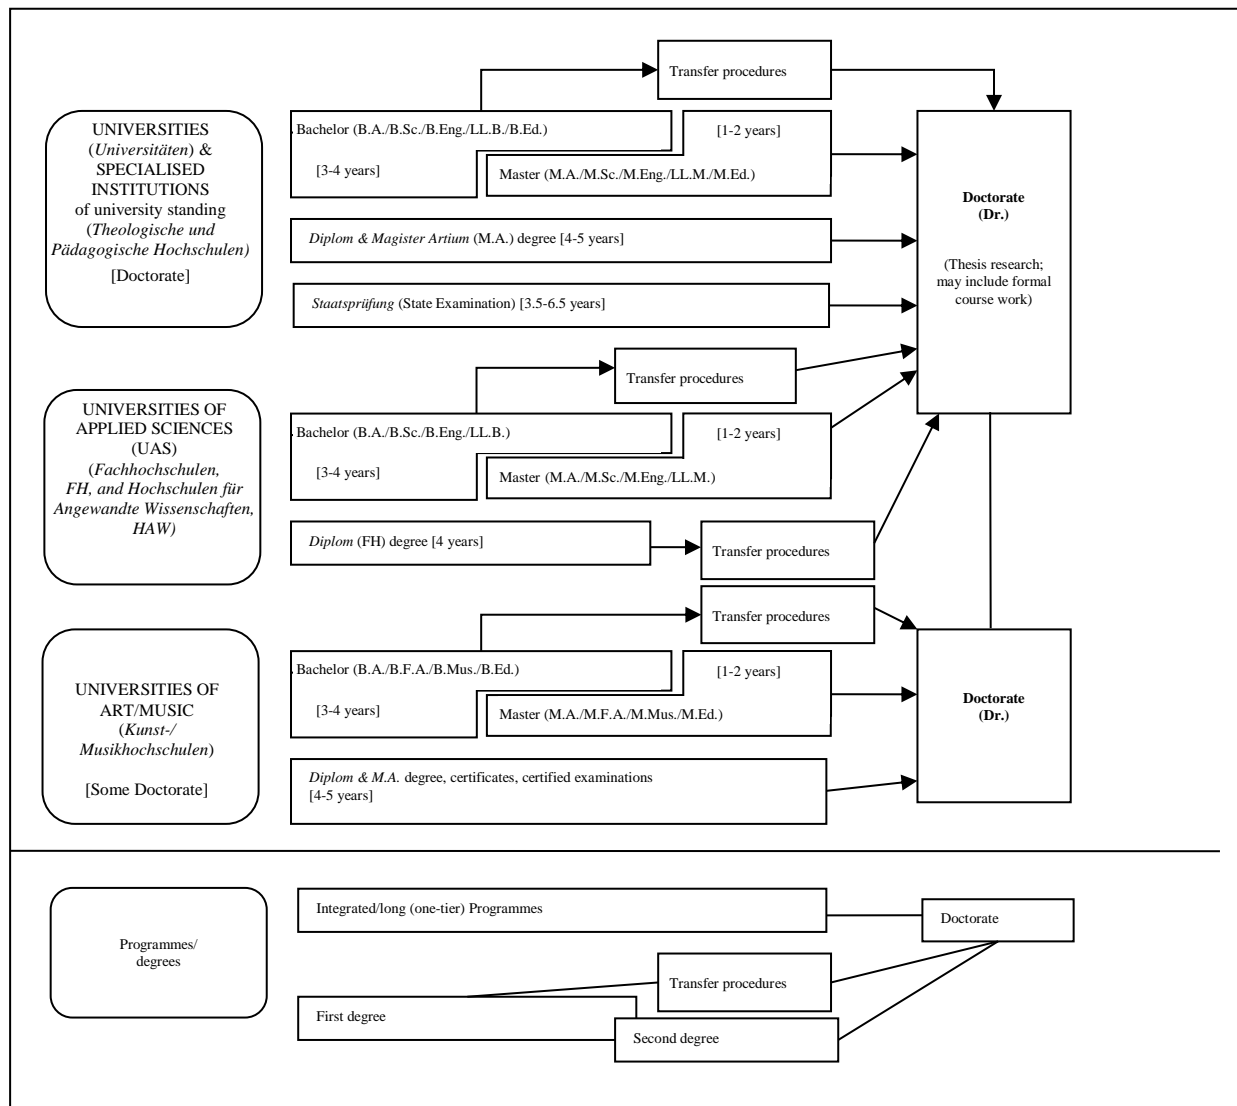 Transfer procedures
UNIVERSITIES
(Universitäten) &
SPECIALISED
INSTITUTIONS
of university standing
(Theologische und
Pädagogische Hochschulen)
[Doctorate]
Bachelor (B.A./B.Sc./B.Eng./LL.B./B.Ed.)
[1-2 years]
[3-4 years]
Master (M.A./M.Sc./M.Eng./LL.M./M.Ed.)
Diplom & Magister Artium (M.A.) degree [4-5 years]
Staatsprüfung (State Examination) [3.5-6.5 years]
Doctorate
(Dr.)
(Thesis research;
may include formal
course work)
Transfer procedures
UNIVERSITIES OF
APPLIED SCIENCES
(UAS)
(Fachhochschulen,
FH, and Hochschulen für
Angewandte Wissenschaften,
HAW)
Bachelor (B.A./B.Sc./B.Eng./LL.B.)
[1-2 years]
[3-4 years]
Master (M.A./M.Sc./M.Eng./LL.M.)
Diplom (FH) degree [4 years]
Transfer procedures
Transfer procedures
UNIVERSITIES OF
ART/MUSIC
(Kunst-/
Musikhochschulen)
[Some Doctorate]
Bachelor (B.A./B.F.A./B.Mus./B.Ed.)
[1-2 years]
[3-4 years]
Master (M.A./M.F.A./M.Mus./M.Ed.)
Diplom & M.A. degree, certificates, certified examinations
[4-5 years]
Doctorate
(Dr.)
Programmes/
degrees
Integrated/long (one-tier) Programmes
Doctorate
Transfer procedures
First degree
Second degree